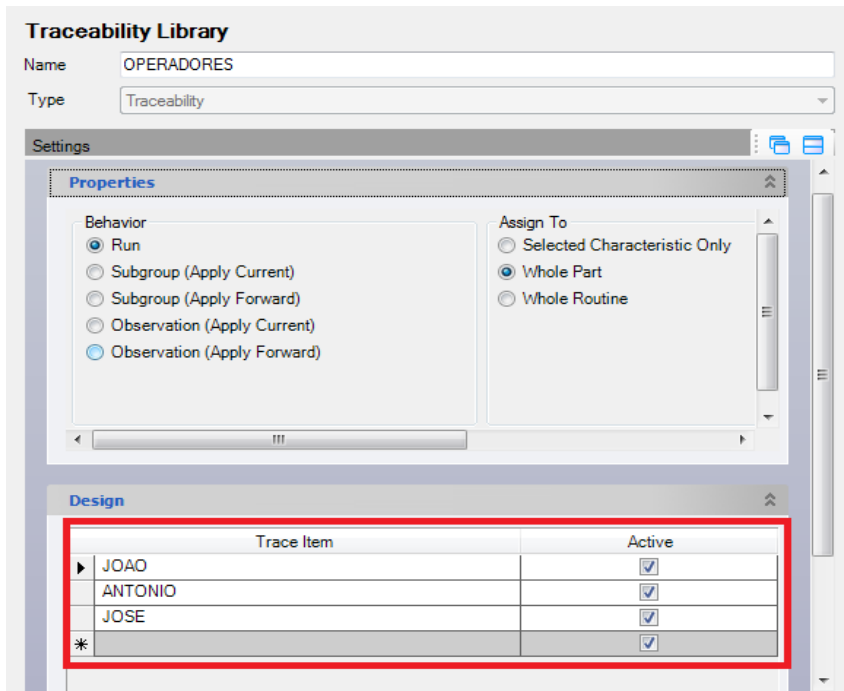 Traceability Library
Name OPERADORES
Type Traceability
Settings
Properties
Behavior
Run
Subgroup (Apply Current)
Subgroup (Apply Forward)
Observation (Apply Current)
Observation (Apply Forward)
Assign To
Selected Characteristic Only
Whole Part
Whole Routine
Design
Trace Item Active
JOAO
ANTONIO
JOSE